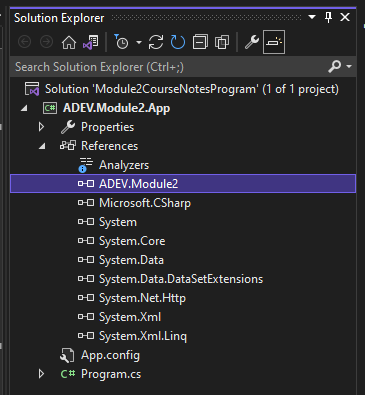 Solution Explorer
Search Solution Explorer (Ctrl+;)
Solution 'Module2CourseNotesProgram' (1 of 1 project)
C# ADEV.Module2.App
Properties
References
Analyzers
ADEV.Module2
Microsoft.CSharp
System
System.Core
System.Data
System.Data.DataSetExtensions
System.Net.Http
System.Xml
System.Xml.Linq
App.config
C# Program.cs